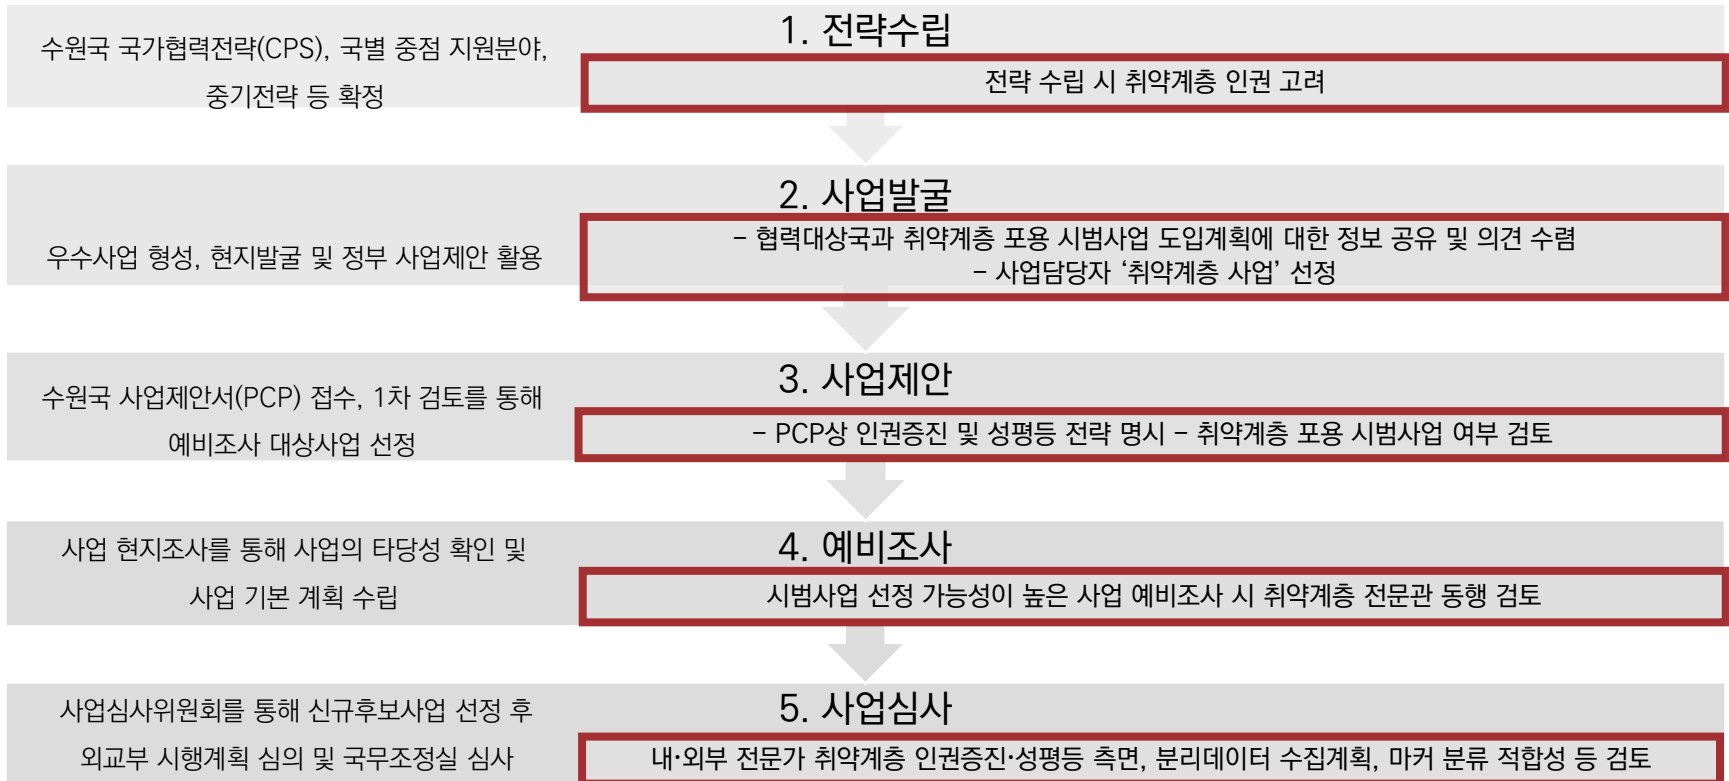 1. 전략수립
수원국 국가협력전략(CPS), 국별 중점 지원분야,
중기전략 등 확정
전략 수립 시 취약계층 인권 고려
2. 사업발굴
우수사업 형성, 현지발굴 및 정부 사업제안 활용
- 협력대상국과 취약계층 포용 시범사업 도입계획에 대한 정보 공유 및 의견 수렴
- 사업담당자 ‘취약계층 사업’ 선정
3. 사업제안
수원국 사업제안서(PCP) 접수, 1차 검토를 통해
예비조사 대상사업 선정
- PCP상 인권증진 및 성평등 전략 명시 - 취약계층 포용 시범사업 여부 검토
4. 예비조사
사업 현지조사를 통해 사업의 타당성 확인 및
사업 기본 계획 수립
시범사업 선정 가능성이 높은 사업 예비조사 시 취약계층 전문관 동행 검토
5. 사업심사
사업심사위원회를 통해 신규후보사업 선정 후
외교부 시행계획 심의 및 국무조정실 심사
내·외부 전문가 취약계층 인권증진·성평등 측면, 분리데이터 수집계획, 마커 분류 적합성 등 검토